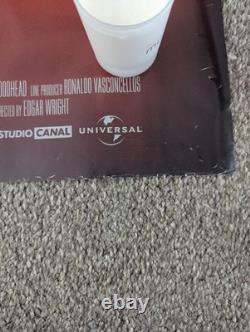 LINE PRODUCER RONALDO VASCONCELLOS
EDGAR WRIGHT
STUDIO CANAL UNIVERSAL